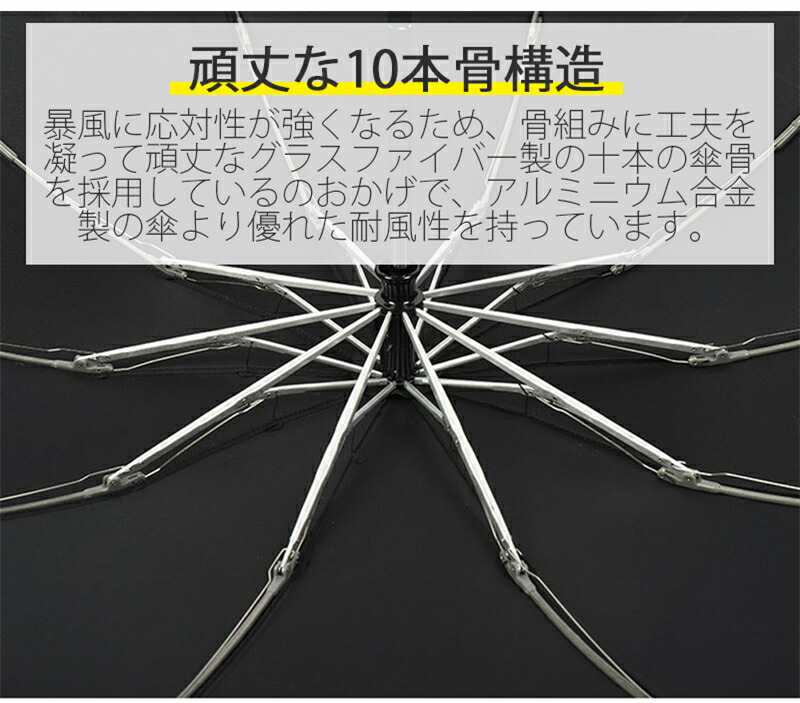 頑丈な10本骨構造
暴風に応対性が強くなるため、骨組みに工夫を
凝って頑丈なグラスファイバー製の十本の傘骨
を採用しているのおかげで、アルミニウム合金
製の傘より優れた耐風性を持っています。